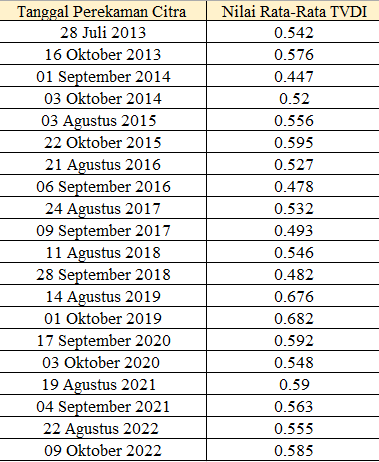 Tanggal Perekaman Citra Nilai Rata-Rata TVDI
28 Juli 2013 0.542
16 Oktober 2013 0.576
01 September 2014 0.447
03 Oktober 2014 0.52
03 Agustus 2015 0.556
22 Oktober 2015 0.595
21 Agustus 2016 0.527
06 September 2016 0.478
24 Agustus 2017 0.532
09 September 2017 0.493
11 Agustus 2018 0.546
28 September 2018 0.482
14 Agustus 2019 0.676
01 Oktober 2019 0.682
17 September 2020 0.592
03 Oktober 2020 0.548
19 Agustus 2021 0.59
04 September 2021 0.563
22 Agustus 2022 0.555
09 Oktober 2022 0.585